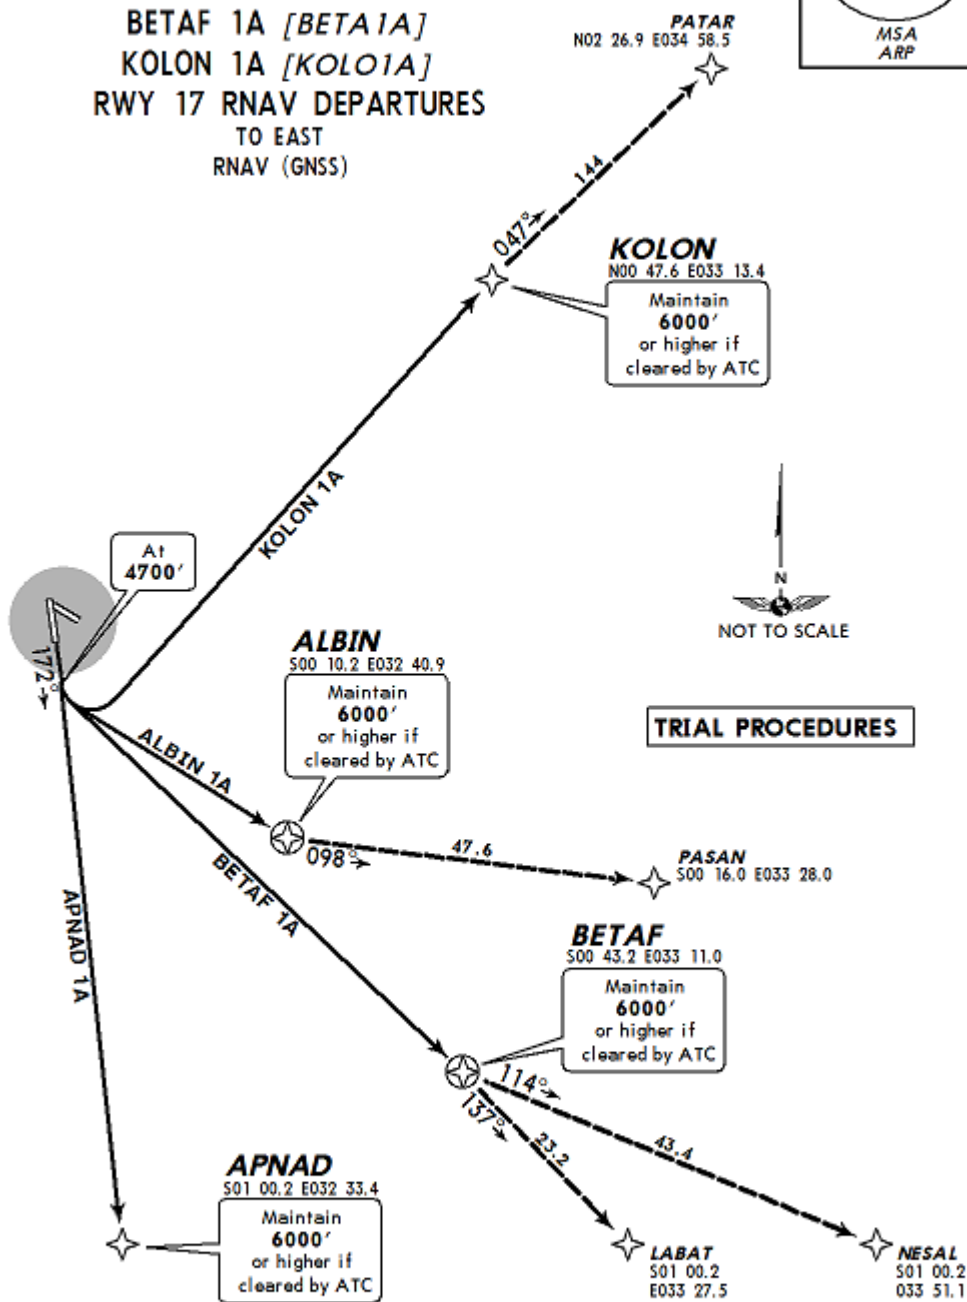 BETAF 1A [BETA1A]
KOLON 1A [KOLO1A]
RWY 17 RNAV DEPARTURES
TO EAST
RNAV (GNSS)
PATAR
N02 26.9 E034 58.5
MSA
ARP
144
047°
KOLON
N00 47.6 E033 13.4
Maintain
6000'
or higher if
cleared by ATC
KOLON 1A
At
4700'
N
NOT TO SCALE
172°
ALBIN
S00 10.2 E032 40.9
Maintain
6000'
or higher if
cleared by ATC
TRIAL PROCEDURES
ALBIN 1A
098°
47.6
PASAN
S00 16.0 E033 28.0
BETAF 1A
APNAD 1A
BETAF
S00 43.2 E033 11.0
Maintain
6000'
or higher if
cleared by ATC
114°
137°
23.2
43.4
APNAD
S01 00.2 E032 33.4
Maintain
6000'
or higher if
cleared by ATC
LABAT
S01 00.2
E033 27.5
NESAL
S01 00.2
033 51.1